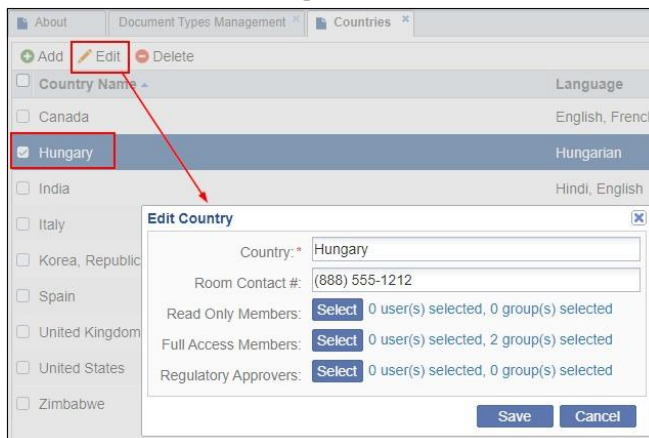 About Document Types Management Countries
Add Edit Delete
Country Name Language
Canada English, French
Hungary Hungarian
India Hindi, English
Italy
Korea, Republic
Spain
United Kingdom
United States
Zimbabwe
Edit Country
Country:* Hungary
Room Contact #: (888) 555-1212
Read Only Members: Select 0 user(s) selected, 0 group(s) selected
Full Access Members: Select 0 user(s) selected, 2 group(s) selected
Regulatory Approvers: Select 0 user(s) selected, 0 group(s) selected
Save Cancel